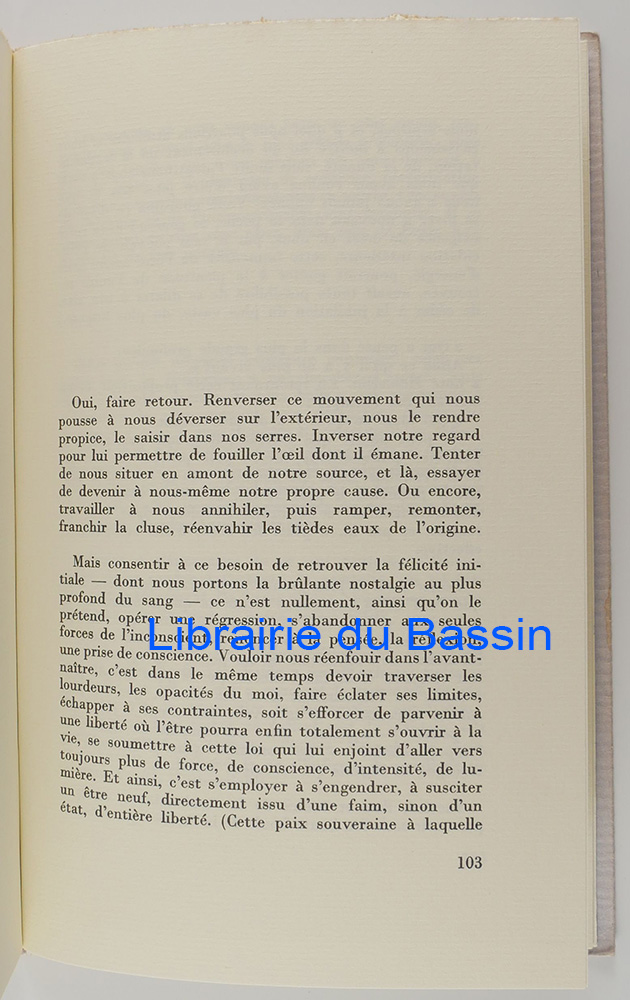 Oui, faire retour. Renverser ce mouvement qui nous
pousse à nous déverser sur l'extérieur, nous le rendre
propice, le saisir dans nos serres. Inverser notre regard
pour lui permettre de fouiller l'œil dont il émane. Tenter
de nous situer en amont de notre source, et là, essayer
de devenir à nous-même notre propre cause. Ou encore,
travailler à nous annihiler, puis ramper, remonter,
franchir la cluse, réenvahir les tièdes eaux de l'origine.
Mais consentir à ce besoin de retrouver la félicité ini-
tiale — dont nous portons la brûlante nostalgie au plus
profond du sang — ce n'est nullement, ainsi qu'on le
prétend, opérer une régression, s'abandonner aux seules
forces de l'inconscient, renoncer à la pensée, la réflexion,
Librairie du Bassin
une prise de conscience. Vouloir nous réenfouir dans l'avant-
naître, c'est dans le même temps devoir traverser les
lourdeurs, les opacités du moi, faire éclater ses limites,
échapper à ses contraintes, soit s'efforcer de parvenir à
une liberté où l'être pourra enfin totalement s'ouvrir à la
vie, se soumettre à cette loi qui lui enjoint d'aller vers
toujours plus de force, de conscience, d'intensité, de lu-
mière. Et ainsi, c'est s'employer à s'engendrer, à susciter
un être neuf, directement issu d'une faim, sinon d'un
état, d'entière liberté. (Cette paix souveraine à laquelle
103